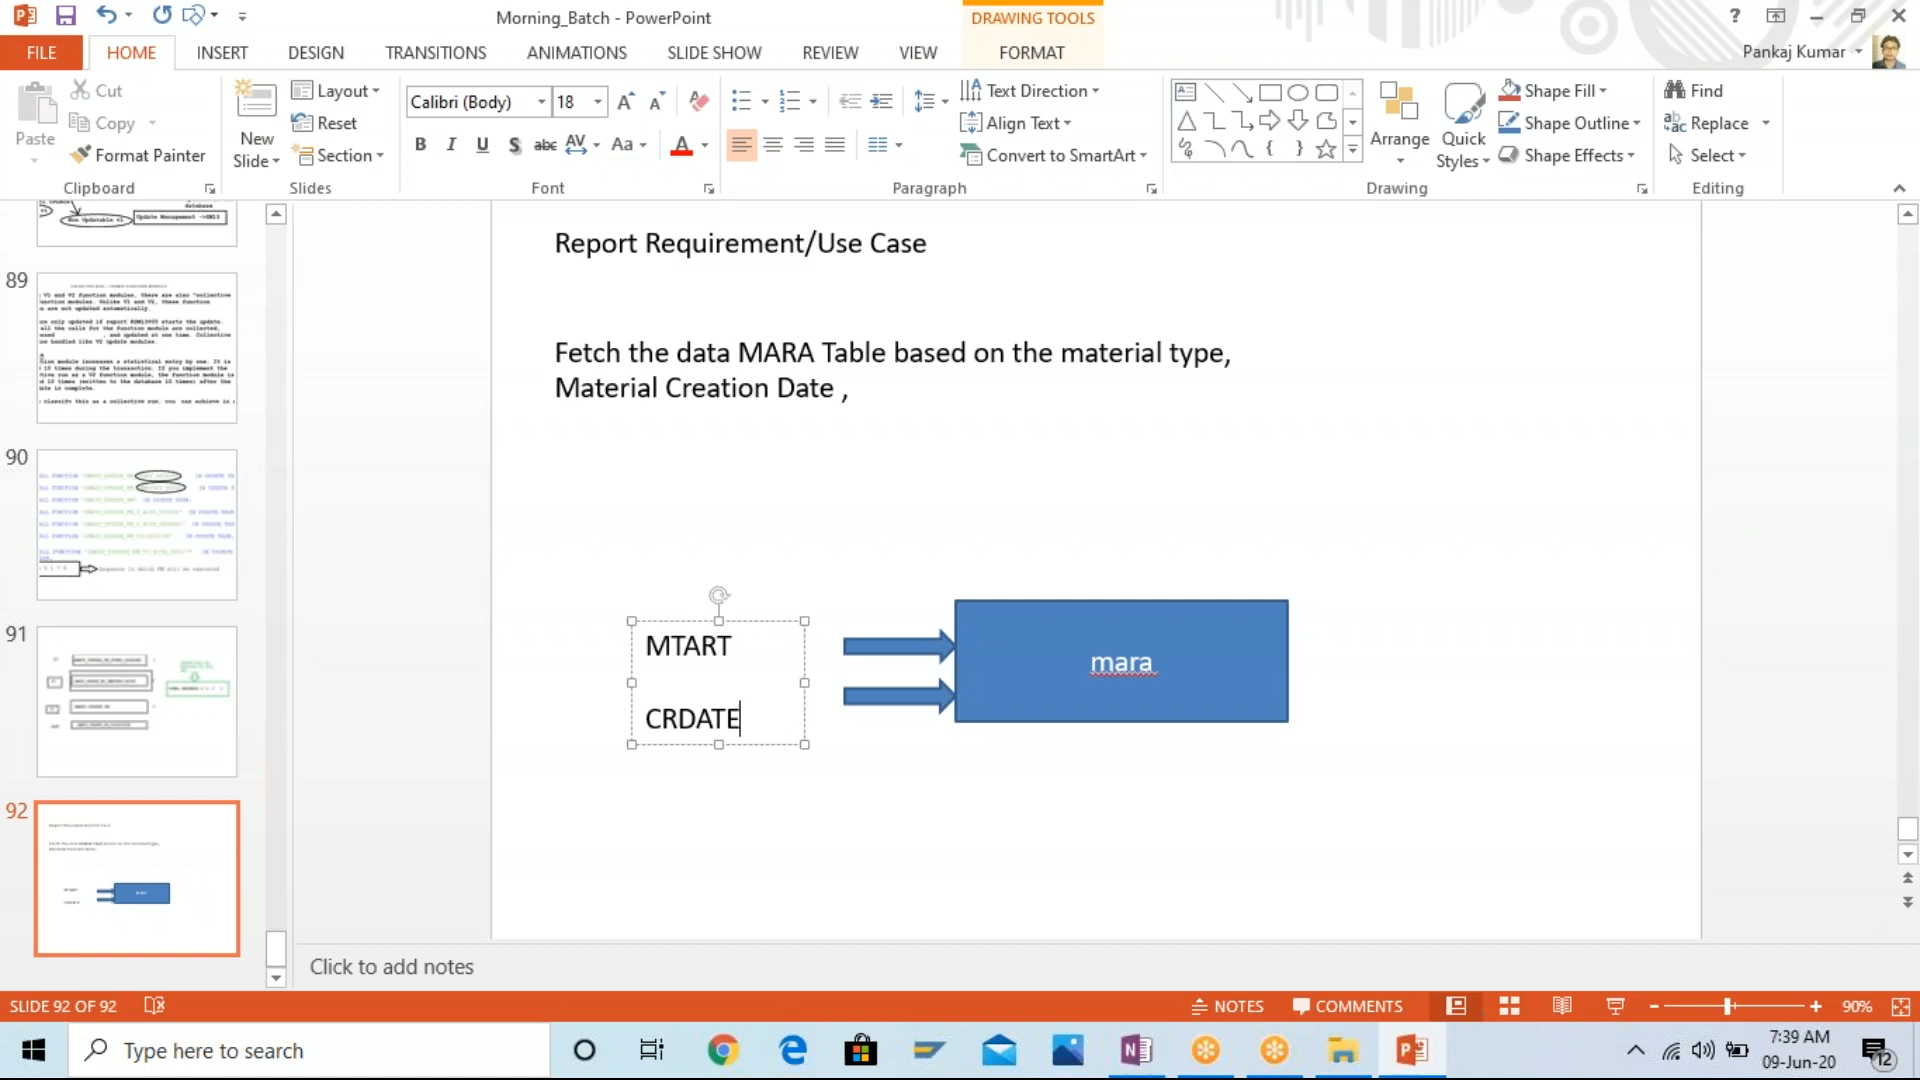 Morning_Batch - PowerPoint
DRAWING TOOLS
FILE
HOME
INSERT
DESIGN
TRANSITIONS
ANIMATIONS
SLIDE SHOW
REVIEW
VIEW
FORMAT
Pankaj Kumar
Paste
Cut
Copy
Format Painter
Clipboard
New
Slide
Layout
Reset
Section
Slides
Calibri (Body)
18
Font
Paragraph
Text Direction
Align Text
Convert to SmartArt
Arrange
Quick
Styles
Shape Fill
Shape Outline
Shape Effects
Drawing
Find
Replace
Select
Editing
database
Update Management ->SM13
89
90
91
92
Report Requirement/Use Case
Fetch the data MARA Table based on the material type,
Material Creation Date ,
MTART
CRDATE
mara
Click to add notes
SLIDE 92 OF 92
NOTES
COMMENTS
90%
Type here to search
7:39 AM
09-Jun-20
12